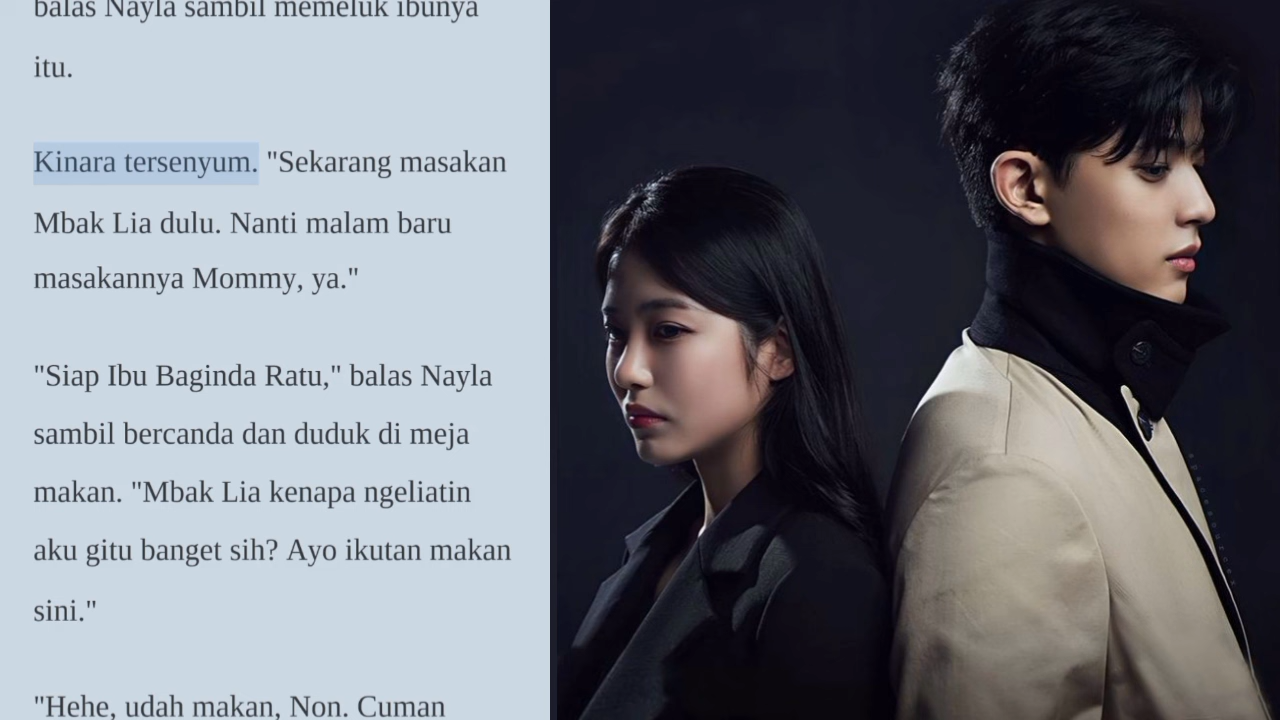 balas Nayla sambil memeluk ibunya
itu.
Kinara tersenyum. "Sekarang masakan
Mbak Lia dulu. Nanti malam baru
masakannya Mommy, ya."
"Siap Ibu Baginda Ratu," balas Nayla
sambil bercanda dan duduk di meja
makan. "Mbak Lia kenapa ngeliatin
aku gitu banget sih? Ayo ikutan makan
sini."
"Hehe, udah makan, Non. Cuman